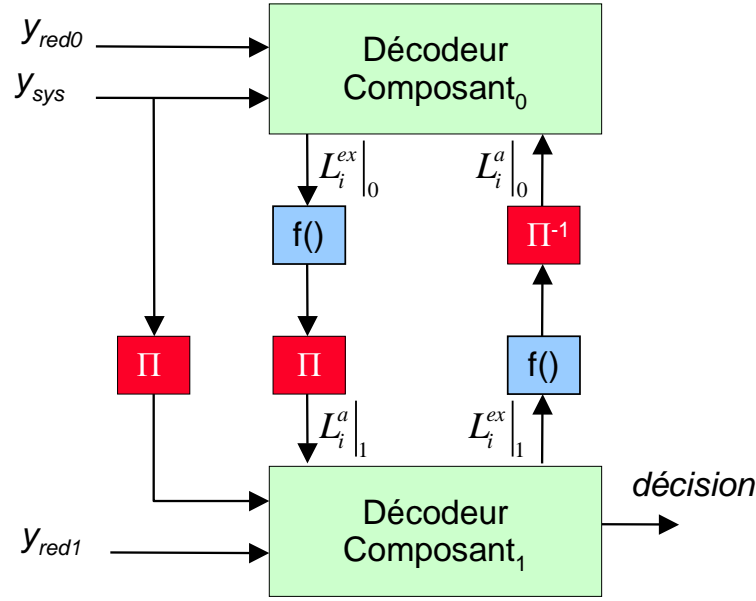 y_red0
Décodeur
Composant_0
y_sys
L_i^ex|_0
L_i^a|_0
f()
Π^-1
Π
Π
f()
L_i^a|_1
L_i^ex|_1
décision
Décodeur
Composant_1
y_red1